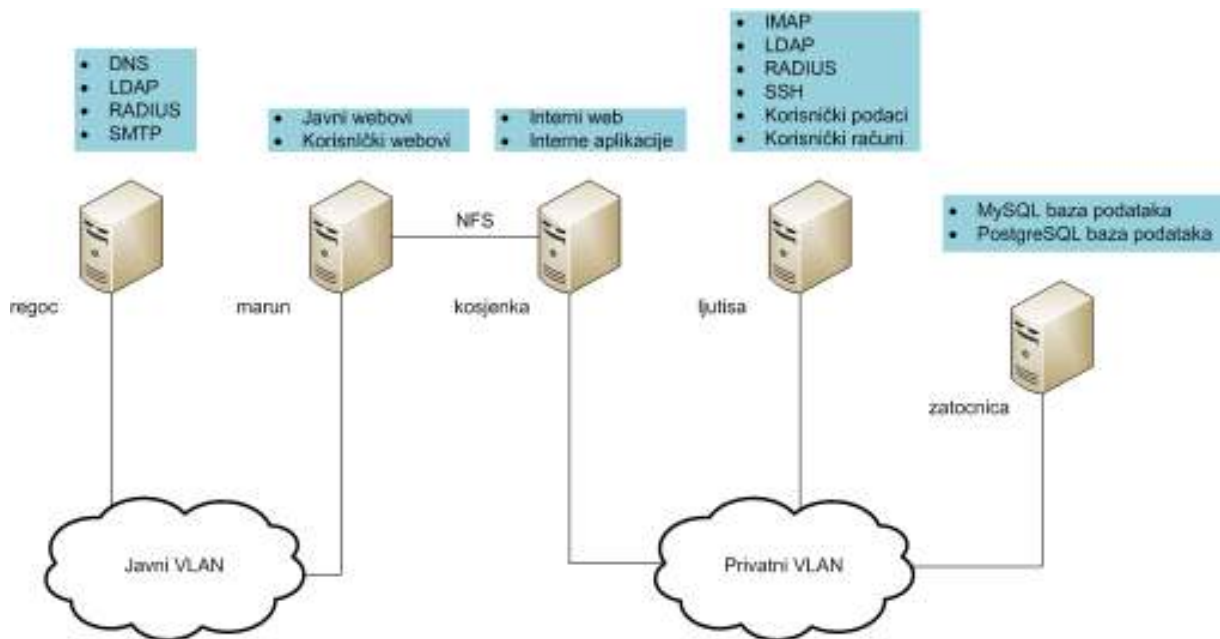 • DNS
• LDAP
• RADIUS
• SMTP
• Javni webovi
• Korisnički webovi
• Interni web
• Interne aplikacije
• IMAP
• LDAP
• RADIUS
• SSH
• Korisnički podaci
• Korisnički računi
• MySQL baza podataka
• PostgreSQL baza podataka
NFS
regoc
marun
kosjenka
ljutisa
zatocnica
Javni VLAN
Privatni VLAN